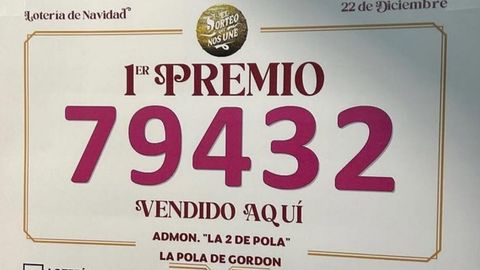 Lotería de Navidad
22 de Diciembre
EL
SORTEO
QUE
NOS UNE
1ER PREMIO
79432
VENDIDO AQUÍ
ADMON. "LA 2 DE POLA"
LA POLA DE GORDON